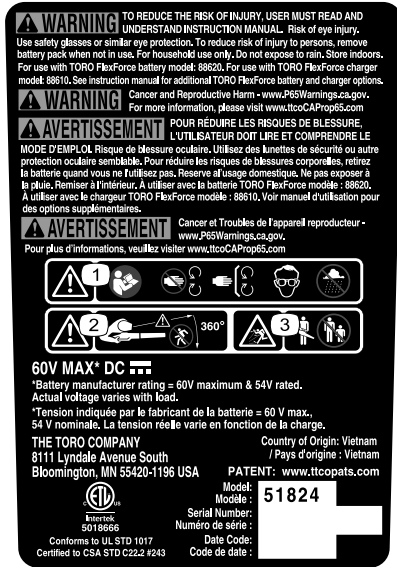 WARNING TO REDUCE THE RISK OF INJURY, USER MUST READ AND
UNDERSTAND INSTRUCTION MANUAL. Risk of eye injury.
Use safety glasses or similar eye protection. To reduce risk of injury to persons, remove
battery pack when not in use. For household use only. Do not expose to rain. Store indoors.
For use with TORO FlexForce battery model: 88620. For use with TORO FlexForce charger
model: 88610. See instruction manual for additional TORO FlexForce battery and charger options.
WARNING Cancer and Reproductive Harm - www.P65Warnings.ca.gov.
For more information, please visit www.ttcoCAProp65.com
AVERTISSEMENT POUR RÉDUIRE LES RISQUES DE BLESSURE,
L'UTILISATEUR DOIT LIRE ET COMPRENDRE LE
MODE D'EMPLOI. Risque de blessure oculaire. Utilisez des lunettes de sécurité ou autre
protection oculaire semblable. Pour réduire les risques de blessures corporelles, retirez
la batterie quand vous ne l'utilisez pas. Reserve al'usage domestique. Ne pas exposer à
la pluie. Remiser à l'intérieur. À utiliser avec la batterie TORO FlexForce modèle : 88620.
À utiliser avec le chargeur TORO FlexForce modèle : 88610. Voir manuel d'utilisation pour
des options supplémentaires.
AVERTISSEMENT Cancer et Troubles de l'appareil reproducteur -
www.P65Warnings.ca.gov.
Pour plus d'informations, veuillez visiter www.ttcoCAProp65.com
1
2 360° 3
60V MAX* DC
*Battery manufacturer rating = 60V maximum & 54V rated.
Actual voltage varies with load.
*Tension indiquée par le fabricant de la batterie = 60 V max.,
54 V nominale. La tension réelle varie en fonction de la charge.
THE TORO COMPANY
8111 Lyndale Avenue South
Bloomington, MN 55420-1196 USA
Country of Origin: Vietnam
/ Pays d'origine : Vietnam
PATENT: www.ttcopats.com
ETL
C US
Intertek
5018666
Conforms to UL STD 1017
Certified to CSA STD C22.2 #243
Model:
Modèle : 51824
Serial Number:
Numéro de série :
Date Code:
Code de date :